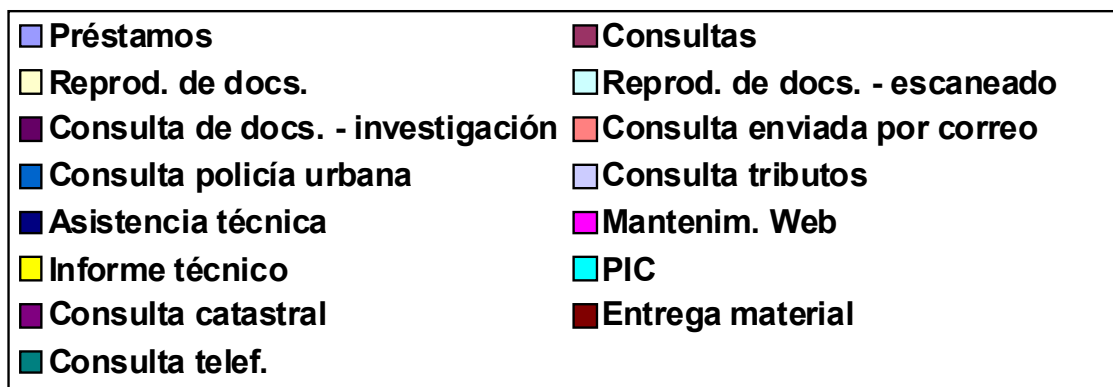 Préstamos Consultas
Reprod. de docs. Reprod. de docs. - escaneado
Consulta de docs. - investigación Consulta enviada por correo
Consulta policía urbana Consulta tributos
Asistencia técnica Mantenim. Web
Informe técnico PIC
Consulta catastral Entrega material
Consulta telef.